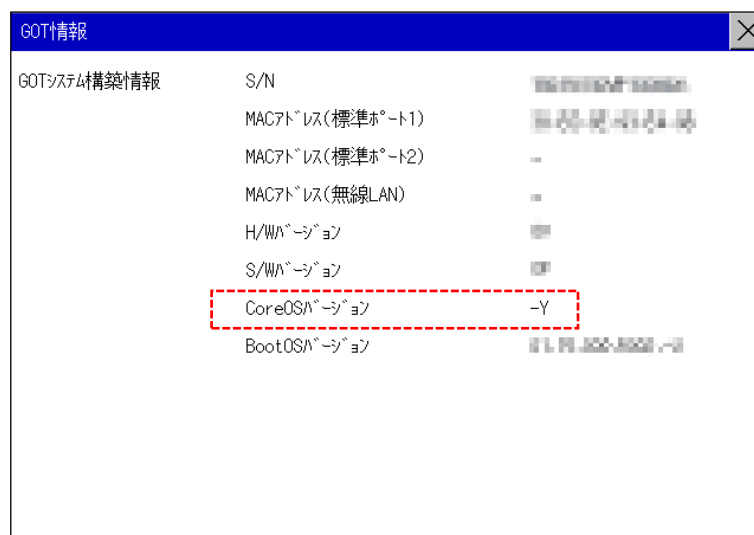 GOT情報
GOTｼｽﾃﾑ構築情報 S/N
MACｱﾄﾞﾚｽ(標準ﾎﾟｰﾄ1)
MACｱﾄﾞﾚｽ(標準ﾎﾟｰﾄ2) -
MACｱﾄﾞﾚｽ(無線LAN) -
H/Wﾊﾞｰｼﾞｮﾝ
S/Wﾊﾞｰｼﾞｮﾝ
CoreOSﾊﾞｰｼﾞｮﾝ -Y
BootOSﾊﾞｰｼﾞｮﾝ